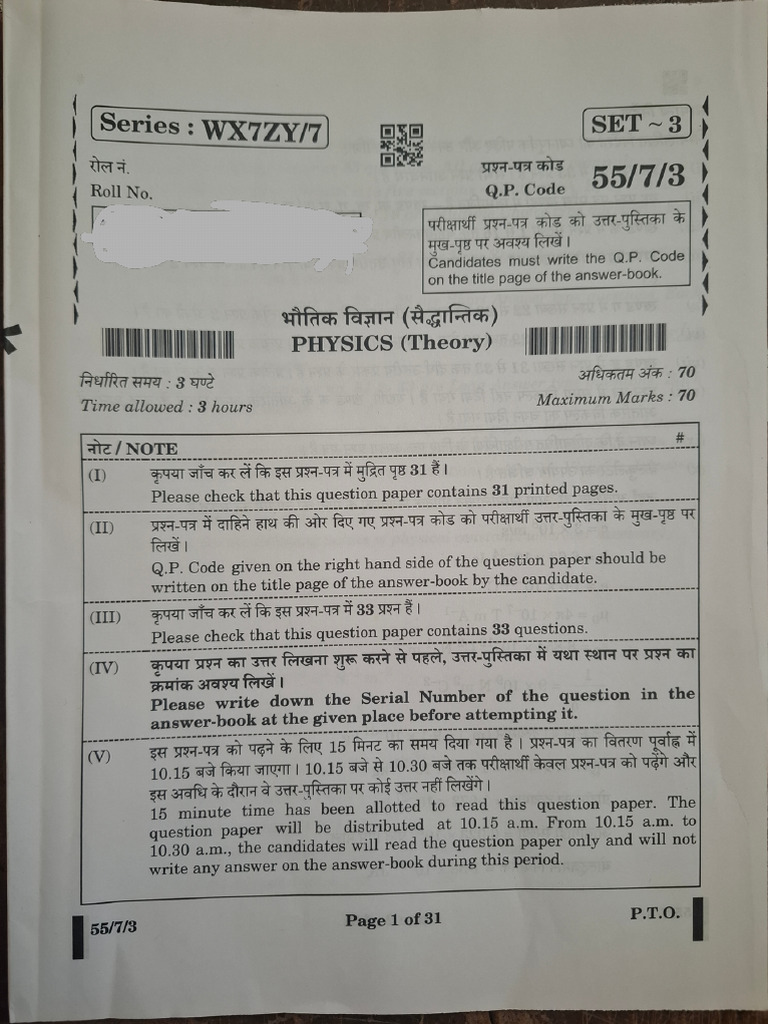 Series : WX7ZY/7
SET ~ 3
रोल नं.
Roll No.
प्रश्न-पत्र कोड
Q.P. Code 55/7/3
परीक्षार्थी प्रश्न-पत्र कोड को उत्तर-पुस्तिका के
मुख-पृष्ठ पर अवश्य लिखें ।
Candidates must write the Q.P. Code
on the title page of the answer-book.
भौतिक विज्ञान (सैद्धान्तिक)
PHYSICS (Theory)
निर्धारित समय : 3 घण्टे
अधिकतम अंक : 70
Time allowed : 3 hours
Maximum Marks : 70
नोट / NOTE #
(I) कृपया जाँच कर लें कि इस प्रश्न-पत्र में मुद्रित पृष्ठ 31 हैं ।
Please check that this question paper contains 31 printed pages.
(II) प्रश्न-पत्र में दाहिने हाथ की ओर दिए गए प्रश्न-पत्र कोड को परीक्षार्थी उत्तर-पुस्तिका के मुख-पृष्ठ पर
लिखें ।
Q.P. Code given on the right hand side of the question paper should be
written on the title page of the answer-book by the candidate.
(III) कृपया जाँच कर लें कि इस प्रश्न-पत्र में 33 प्रश्न हैं ।
Please check that this question paper contains 33 questions.
(IV) कृपया प्रश्न का उत्तर लिखना शुरू करने से पहले, उत्तर-पुस्तिका में यथा स्थान पर प्रश्न का
क्रमांक अवश्य लिखें ।
Please write down the Serial Number of the question in the
answer-book at the given place before attempting it.
(V) इस प्रश्न-पत्र को पढ़ने के लिए 15 मिनट का समय दिया गया है । प्रश्न-पत्र का वितरण पूर्वाह्न में
10.15 बजे किया जाएगा । 10.15 बजे से 10.30 बजे तक परीक्षार्थी केवल प्रश्न-पत्र को पढ़ेंगे और
इस अवधि के दौरान वे उत्तर-पुस्तिका पर कोई उत्तर नहीं लिखेंगे ।
15 minute time has been allotted to read this question paper. The
question paper will be distributed at 10.15 a.m. From 10.15 a.m. to
10.30 a.m., the candidates will read the question paper only and will not
write any answer on the answer-book during this period.
55/7/3
Page 1 of 31
P.T.O.